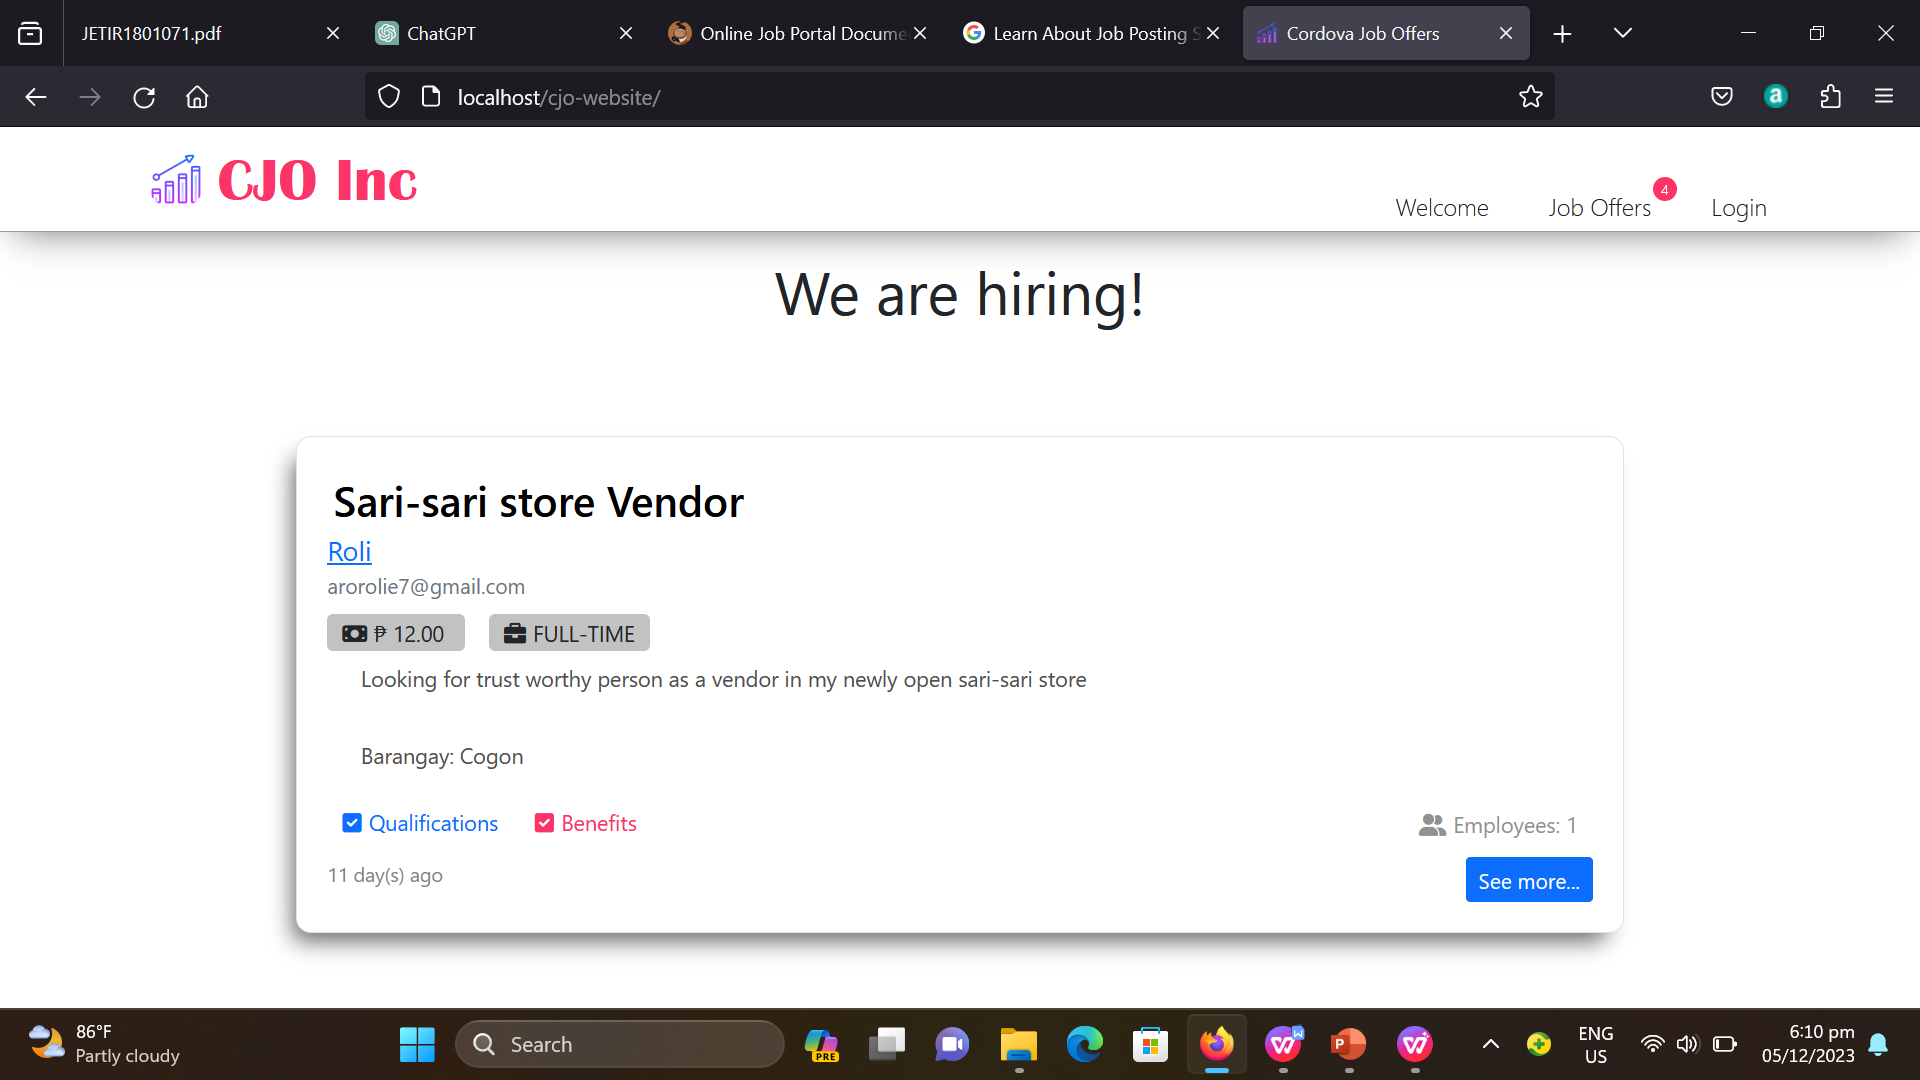 JETIR1801071.pdf
ChatGPT
Online Job Portal Docume
Learn About Job Posting S
Cordova Job Offers
localhost/cjo-website/
CJO Inc
Welcome
Job Offers
4
Login
We are hiring!
Sari-sari store Vendor
Roli
arorolie7@gmail.com
₱ 12.00
FULL-TIME
Looking for trust worthy person as a vendor in my newly open sari-sari store
Barangay: Cogon
Qualifications
Benefits
Employees: 1
11 day(s) ago
See more...
86°F
Partly cloudy
Search
PRE
ENG
US
6:10 pm
05/12/2023